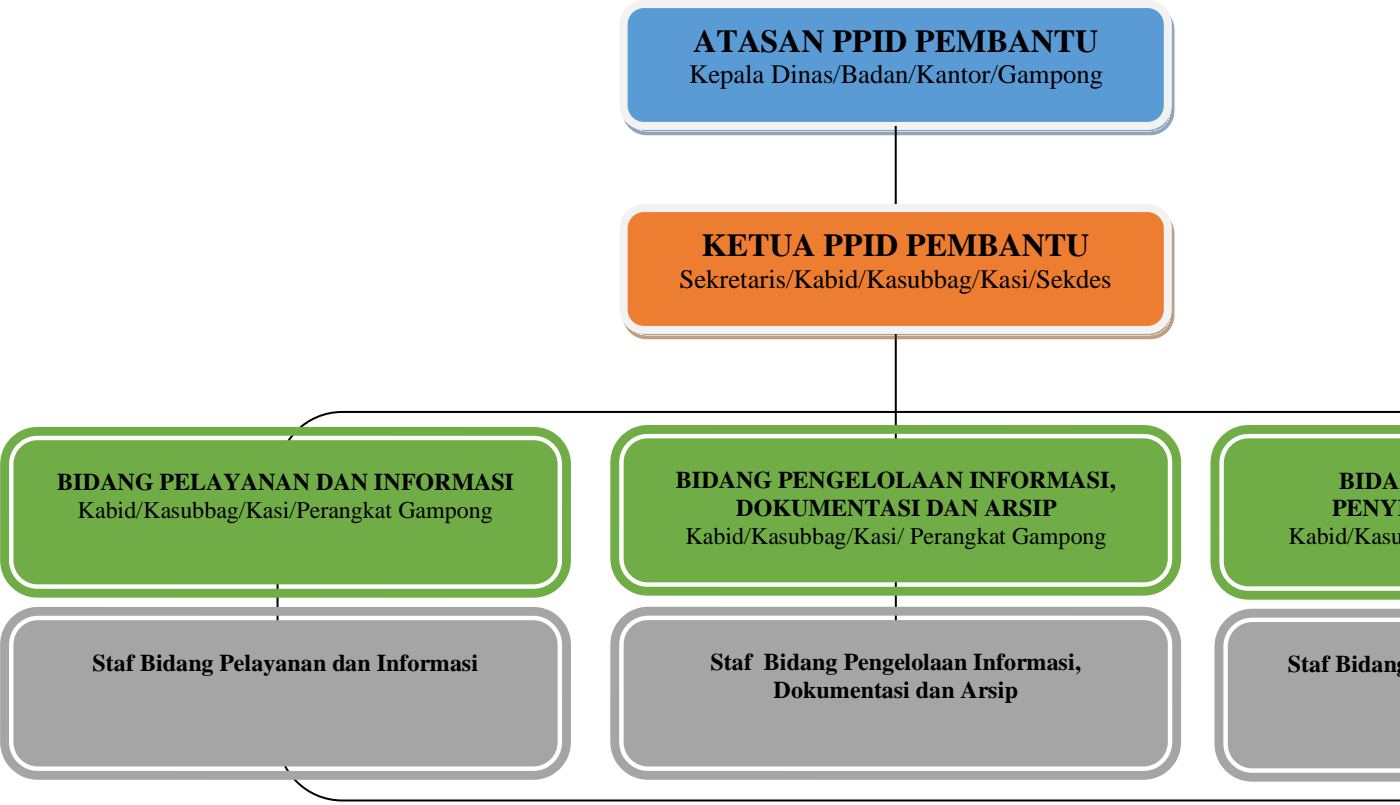 ATASAN PPID PEMBANTU
Kepala Dinas/Badan/Kantor/Gampong
KETUA PPID PEMBANTU
Sekretaris/Kabid/Kasubbag/Kasi/Sekdes
BIDANG PELAYANAN DAN INFORMASI
Kabid/Kasubbag/Kasi/Perangkat Gampong
BIDANG PENGELOLAAN INFORMASI,
DOKUMENTASI DAN ARSIP
Kabid/Kasubbag/Kasi/ Perangkat Gampong
Kabid/
Staf Bidang Pelayanan dan Informasi
Staf  Bidang Pengelolaan Informasi,
Dokumentasi dan Arsip
Staf